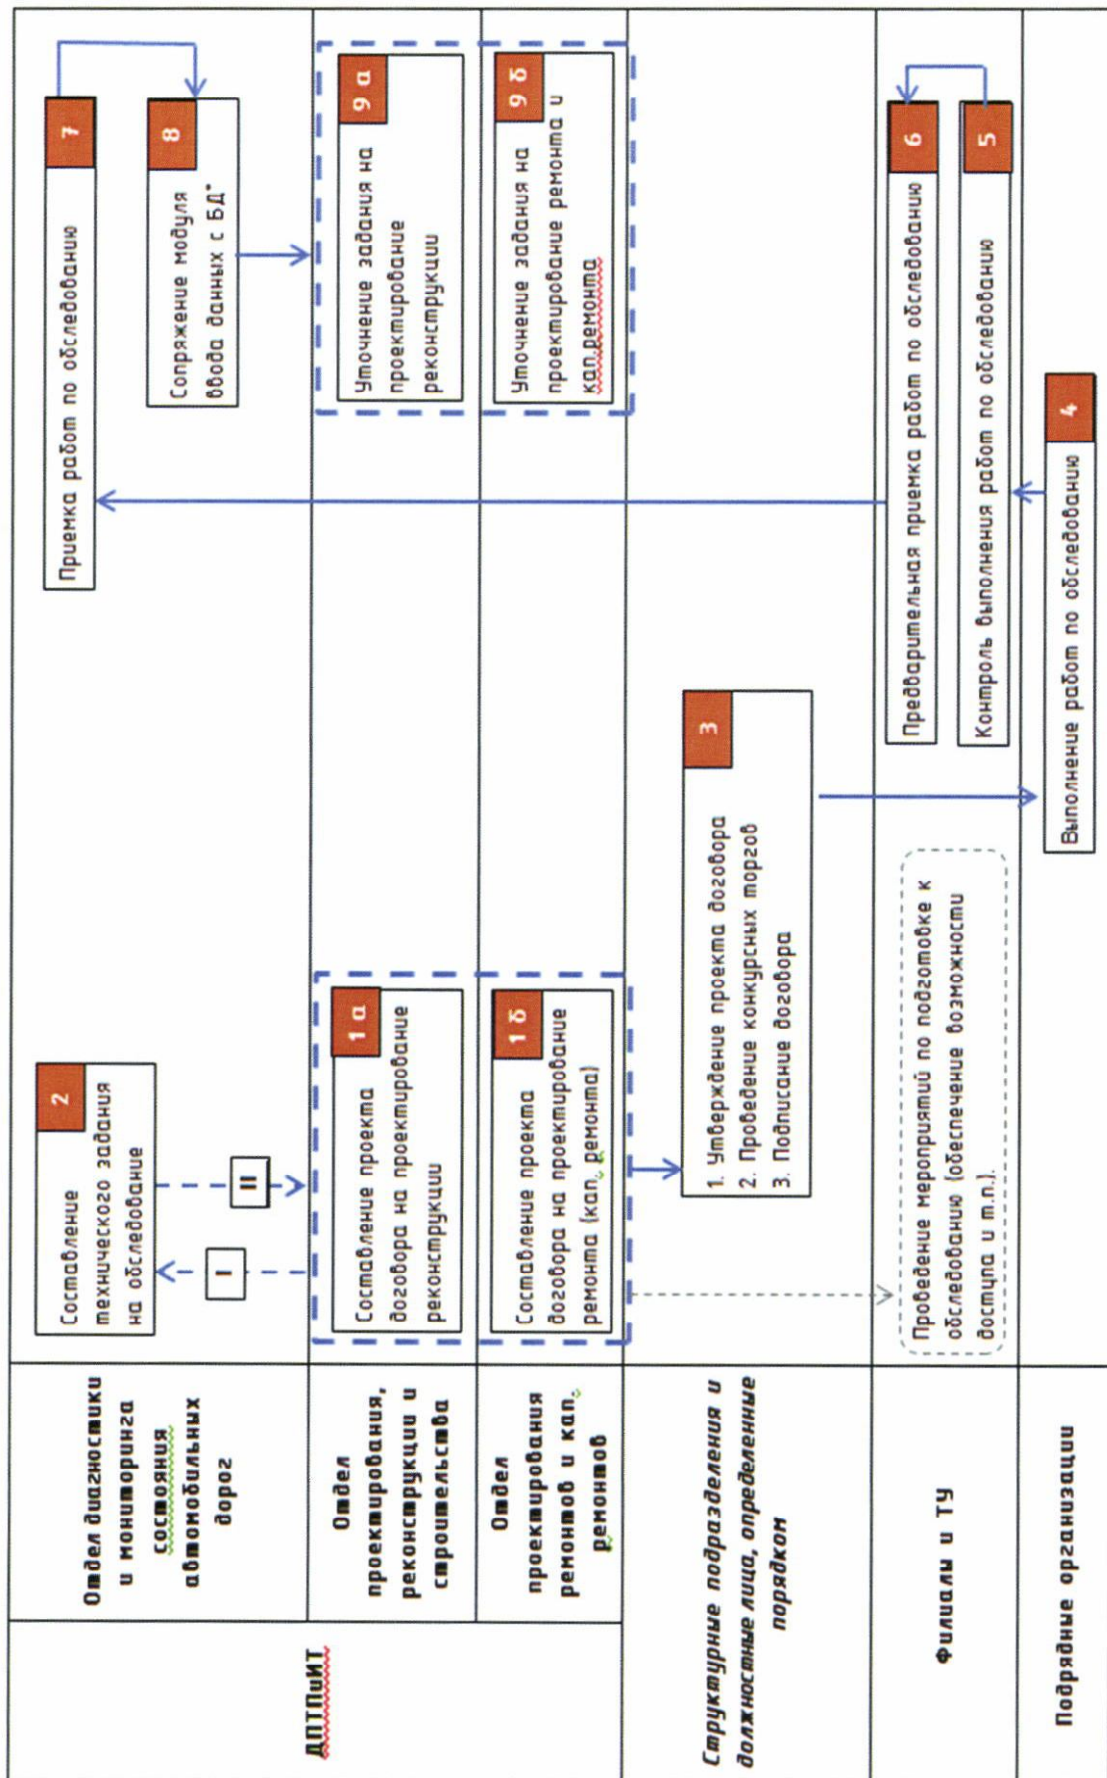 ДПТПиИТ
Отдел диагностики
и мониторинга
состояния
автомобильных
дорог
Составление
технического задания
на обследование
2
I
II
Приемка работ по обследованию
7
Сопряжение модуля
ввода данных с БД*
8
Отдел
проектирования,
реконструкции и
строительства
Составление проекта
договора на проектирование
реконструкции
1 а
Уточнение задания на
проектирование
реконструкции
9 а
Отдел
проектирования
ремонтов и кап.
ремонтов
Составление проекта
договора на проектирование
ремонта (кап. ремонта)
1 б
Уточнение задания на
проектирование ремонта и
кап.ремонта
9 б
Структурные подразделения и
должностные лица, определенные
порядком
1. Утверждение проекта договора
2. Проведение конкурсных торгов
3. Подписание договора
3
Филиалы и ТУ
Проведение мероприятий по подготовке к
обследованию (обеспечение возможности
доступа и т.п.).
Предварительная приемка работ по обследованию
6
Контроль выполнения работ по обследованию
5
Подрядные организации
Выполнение работ по обследованию
4